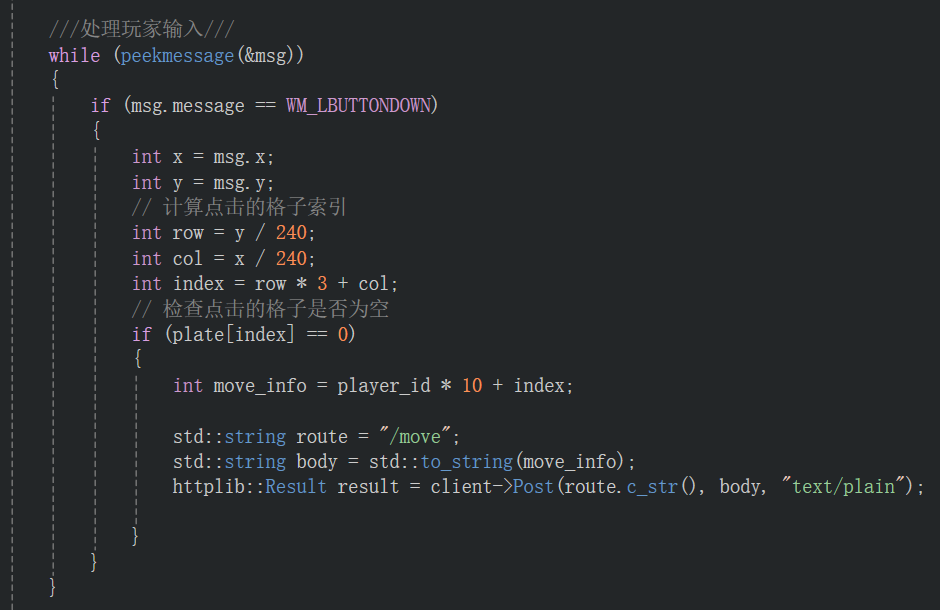 ///处理玩家输入///
while (peekmessage(&msg))
{
if (msg.message == WM_LBUTTONDOWN)
{
int x = msg.x;
int y = msg.y;
// 计算点击的格子索引
int row = y / 240;
int col = x / 240;
int index = row * 3 + col;
// 检查点击的格子是否为空
if (plate[index] == 0)
{
int move_info = player_id * 10 + index;
std::string route = "/move";
std::string body = std::to_string(move_info);
httplib::Result result = client->Post(route.c_str(), body, "text/plain");
}
}
}